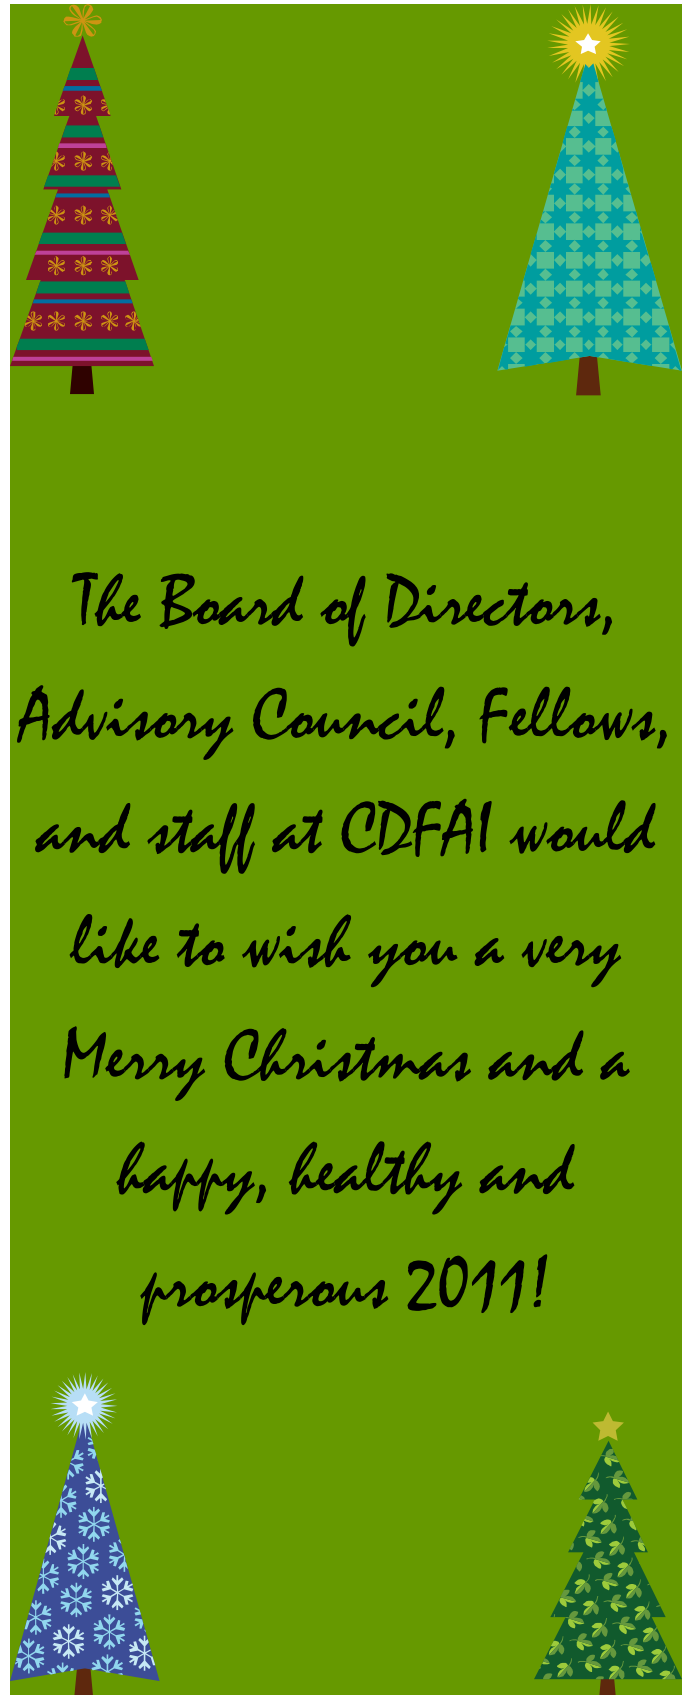 The Board of Directors,
Advisory Council, Fellows,
and staff at CDFAI would
like to wish you a very
Merry Christmas and a
happy, healthy and
prosperous 2011!